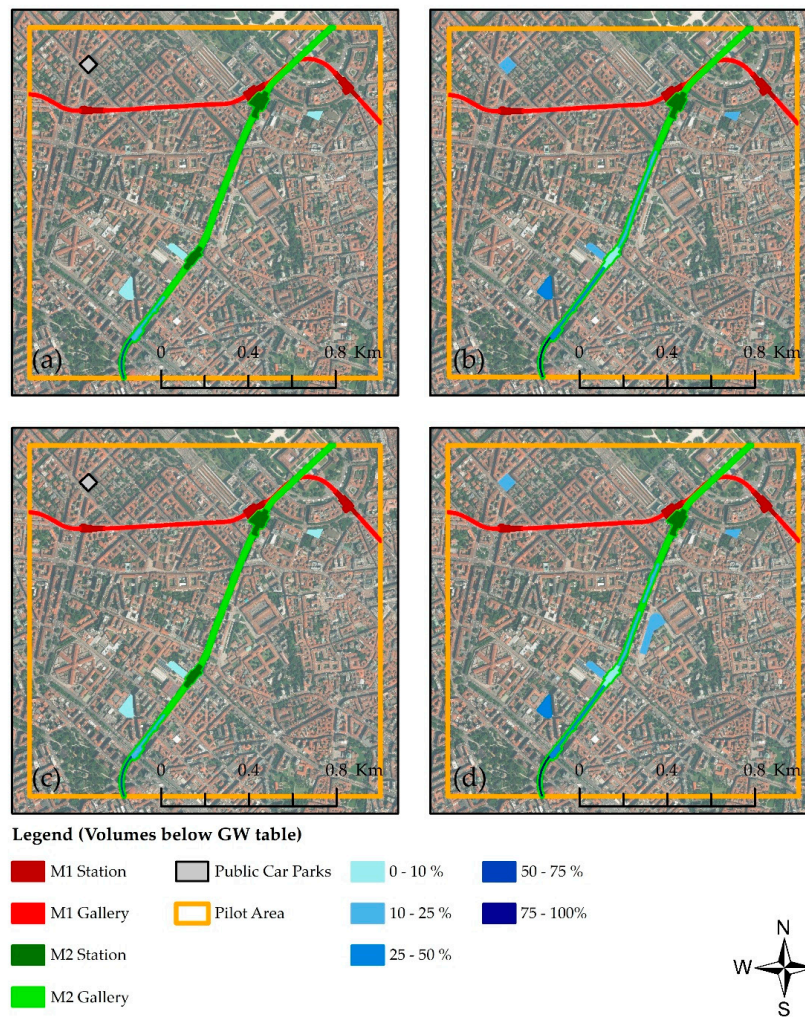 (a)
0 0.4 0.8 Km
(b)
0 0.4 0.8 Km
(c)
0 0.4 0.8 Km
(d)
0 0.4 0.8 Km
Legend (Volumes below GW table)
M1 Station Public Car Parks 0 - 10 % 50 - 75 %
M1 Gallery Pilot Area 10 - 25 % 75 - 100%
M2 Station 25 - 50 %
M2 Gallery
N
W E
S